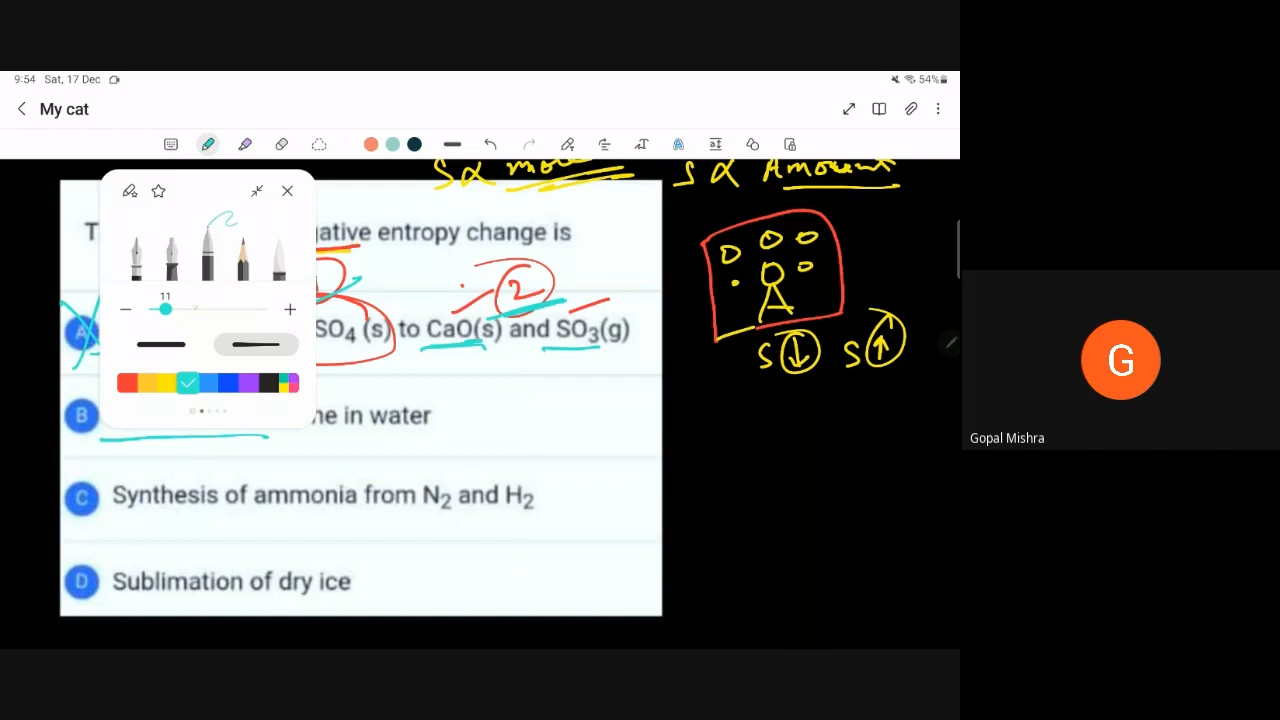 9:54 Sat, 17 Dec 54%
My cat
S ∝ S ∝ Amount
T gative entropy change is
11
2
A SO4 (s) to CaO(s) and SO3(g)
S ↓ S ↑
B ne in water
C Synthesis of ammonia from N2 and H2
D Sublimation of dry ice
G
Gopal Mishra